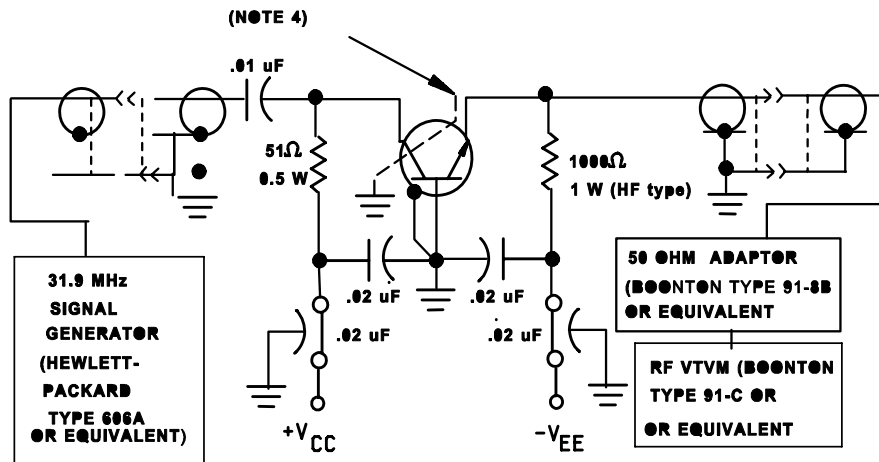 (NOTE 4)
.01 uF
51Ω
0.5 W
1000Ω
1 W (HF type)
.02 uF
.02 uF
.02 uF
.02 uF
+VCC
-VEE
31.9 MHz
SIGNAL
GENERATOR
(HEWLETT-
PACKARD
TYPE 606A
OR EQUIVALENT)
50 OHM ADAPTOR
(BOONTON TYPE 91-8B
OR EQUIVALENT
RF VTVM (BOONTON
TYPE 91-C OR
OR EQUIVALENT